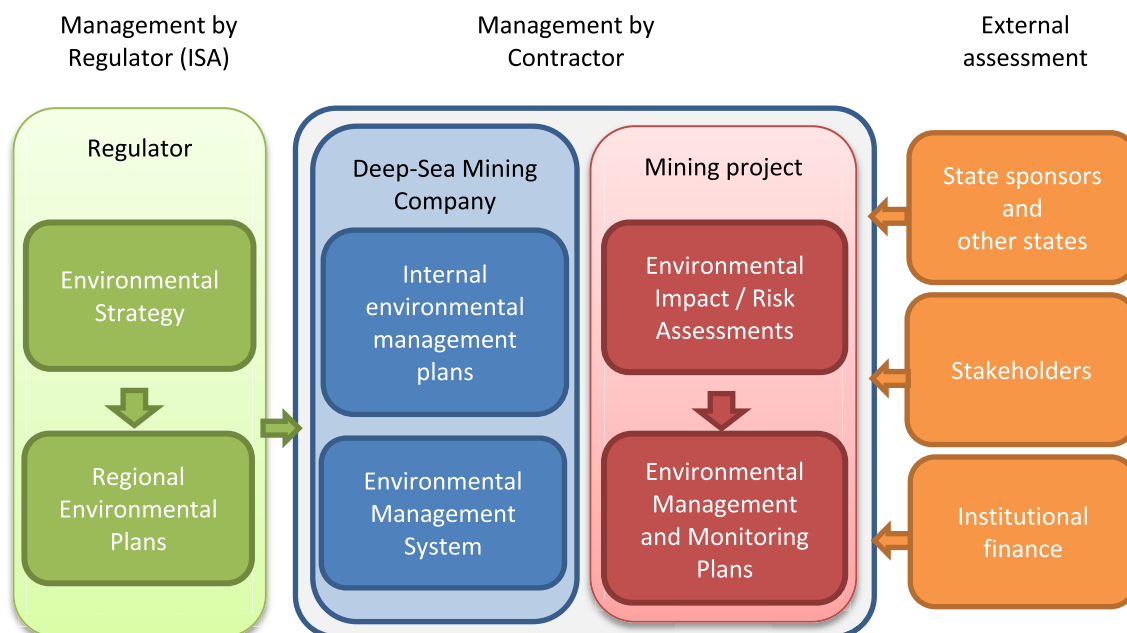 Management by
Regulator (ISA)
Management by
Contractor
External
assessment
Regulator
Environmental
Strategy
Regional
Environmental
Plans
Deep-Sea Mining
Company
Internal
environmental
management
plans
Environmental
Management
System
Mining project
Environmental
Impact / Risk
Assessments
Environmental
Management
and Monitoring
Plans
State sponsors
and
other states
Stakeholders
Institutional
finance